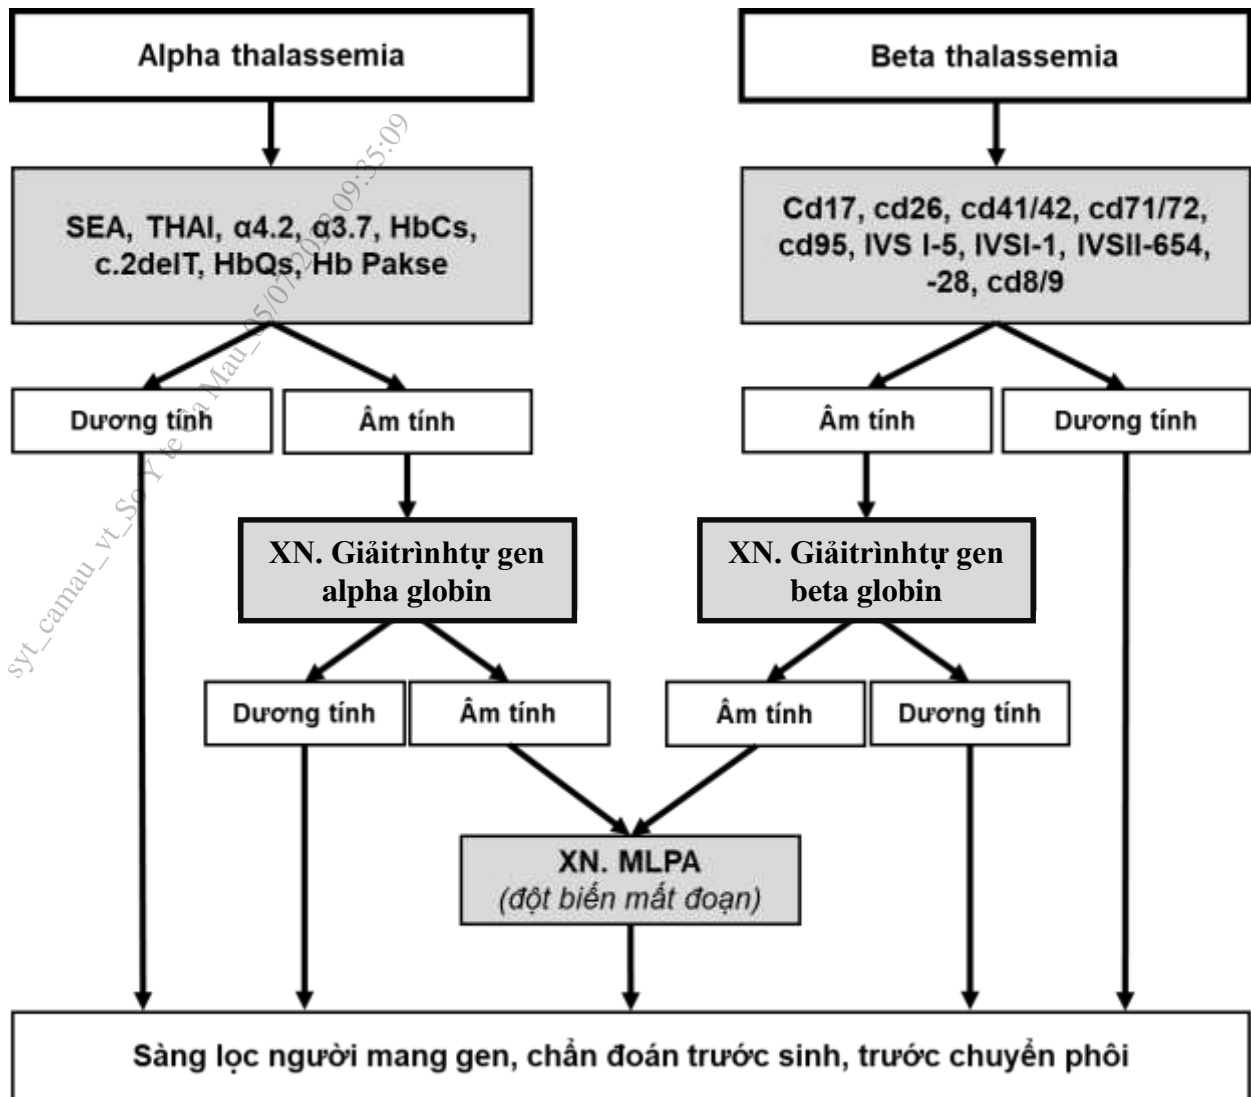 Alpha thalassemia
Beta thalassemia
SEA, THAI, α4.2, α3.7, HbCs,
c.2delT, HbQs, Hb Pakse
Cd17, cd26, cd41/42, cd71/72,
cd95, IVS I-5, IVSI-1, IVSII-654,
-28, cd8/9
Dương tính
Âm tính
Âm tính
Dương tính
XN. Giảitrìnhtự gen
alpha globin
XN. Giảitrìnhtự gen
beta globin
Dương tính
Âm tính
Âm tính
Dương tính
XN. MLPA
(đột biến mất đoạn)
Sàng lọc người mang gen, chẩn đoán trước sinh, trước chuyển phôi